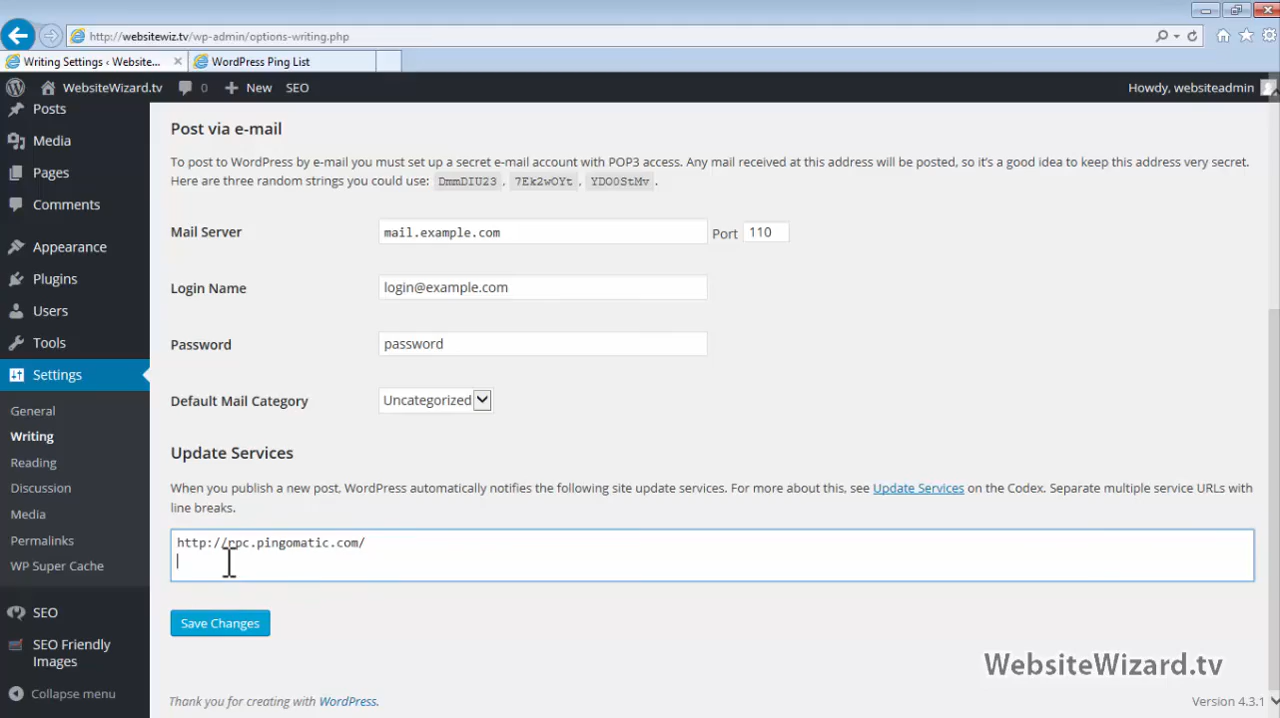 http://websitewiz.tv/wp-admin/options-writing.php
Writing Settings ‹ Website...
WordPress Ping List
WebsiteWizard.tv
0
New
SEO
Howdy, websiteadmin
Posts
Media
Pages
Comments
Appearance
Plugins
Users
Tools
Settings
General
Writing
Reading
Discussion
Media
Permalinks
WP Super Cache
SEO
SEO Friendly
Images
Collapse menu
Post via e-mail
To post to WordPress by e-mail you must set up a secret e-mail account with POP3 access. Any mail received at this address will be posted, so it's a good idea to keep this address very secret.
Here are three random strings you could use: DmmDIU23 , 7Ek2wOYt , YDO0StMv .
Mail Server
mail.example.com
Port
110
Login Name
login@example.com
Password
password
Default Mail Category
Uncategorized
Update Services
When you publish a new post, WordPress automatically notifies the following site update services. For more about this, see Update Services on the Codex. Separate multiple service URLs with
line breaks.
http://rpc.pingomatic.com/
Save Changes
WebsiteWizard.tv
Thank you for creating with WordPress.
Version 4.3.1